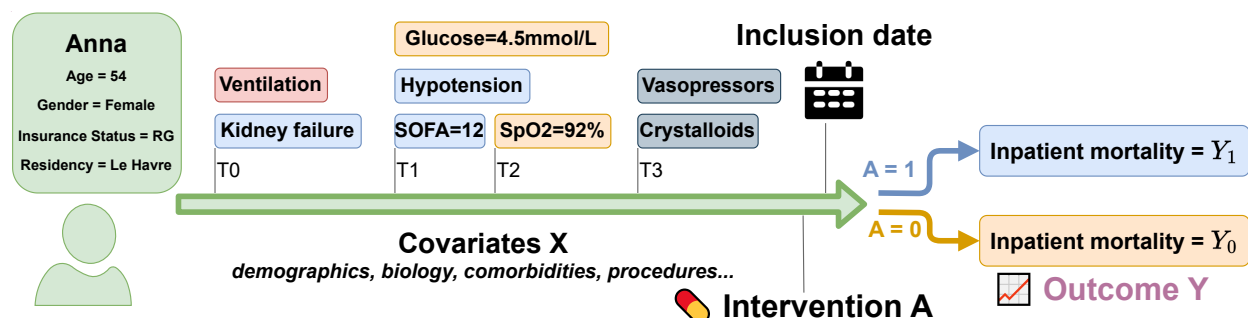 Anna
Age = 54
Gender = Female
Insurance Status = RG
Residency = Le Havre
Glucose=4.5mmol/L
Ventilation
Hypotension
Vasopressors
Kidney failure
SOFA=12
SpO2=92%
Crystalloids
T0
T1
T2
T3
Inclusion date
A = 1
A = 0
Inpatient mortality = Y₁
Inpatient mortality = Y₀
Covariates X
demographics, biology, comorbidities, procedures...
Intervention A
Outcome Y